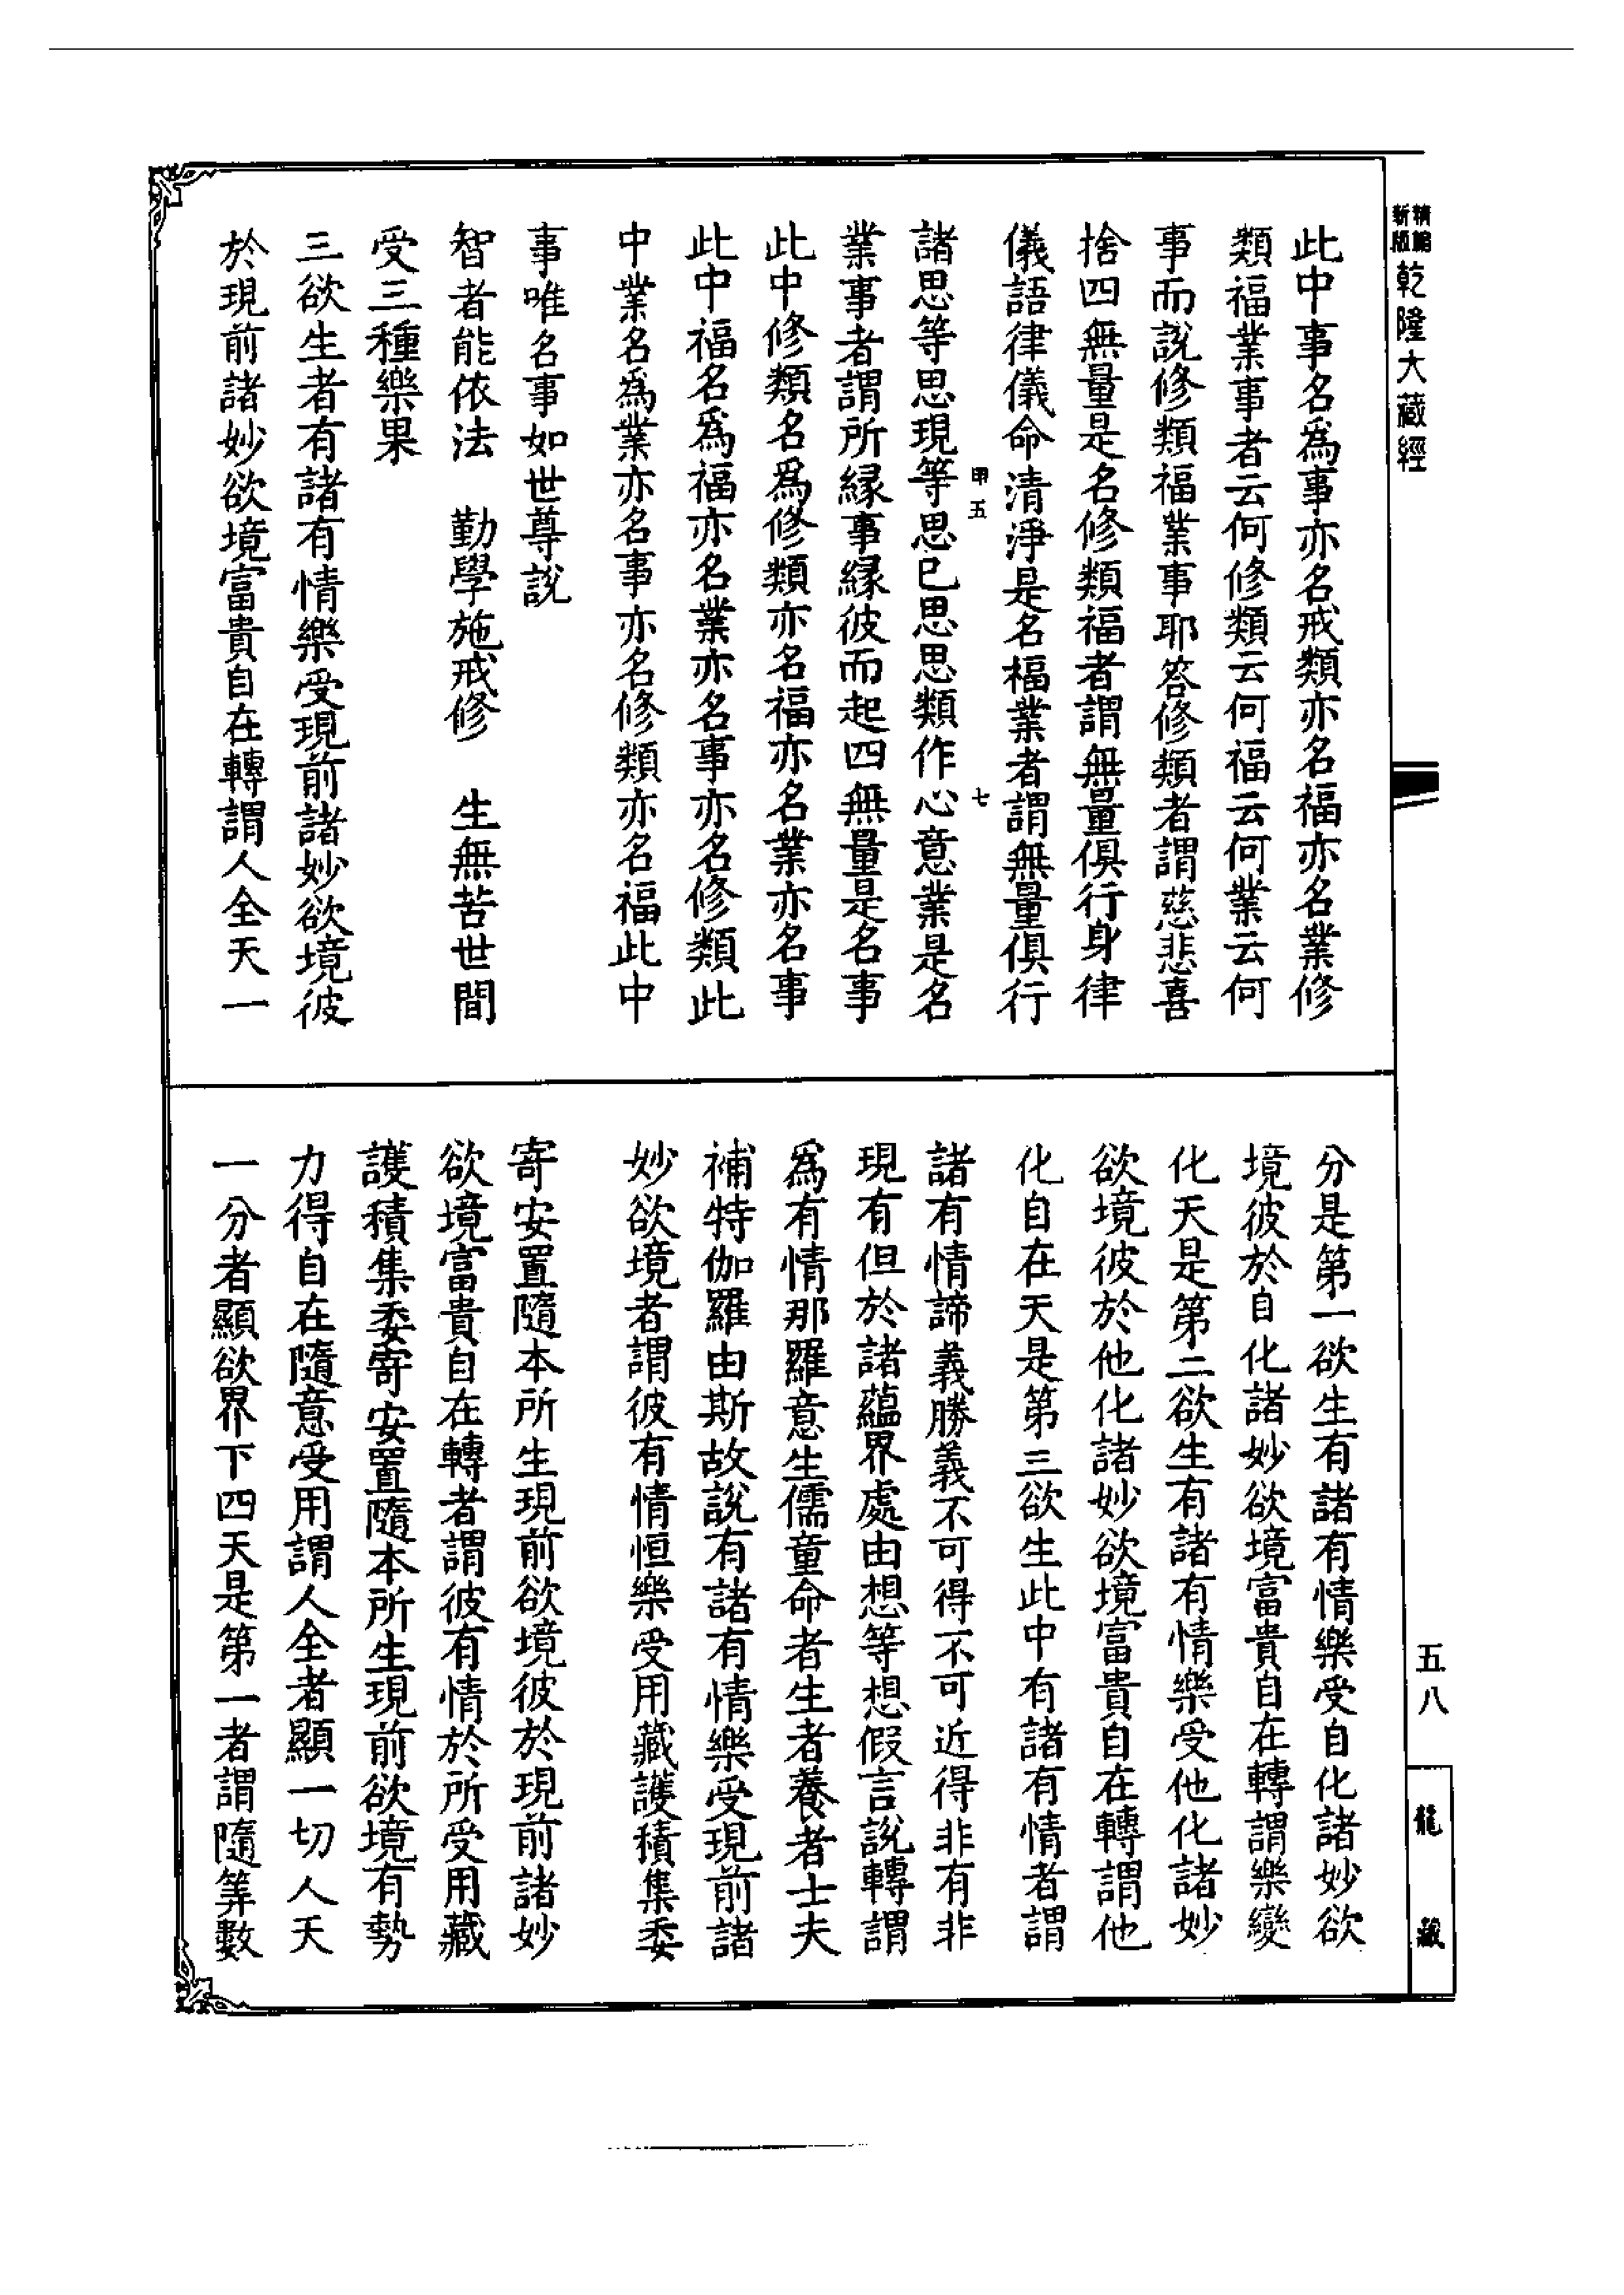 新編
精版
乾隆大藏經
此中事名爲事亦名戒類亦名福亦名業修
類福業事者云何修類云何福云何業云何
事而說修類福業事耶答修類者謂慈悲喜
捨四無量是名修類福者謂無量俱行身律
儀語律儀命清淨是名福業者謂無量俱行
甲五
七
諸思等思現等思已思思類作心意業是名
業事者謂所緣事緣彼而起四無量是名事
此中修類名爲修類亦名福亦名業亦名事
此中福名爲福亦名業亦名事亦名修類此
中業名爲業亦名事亦名修類亦名福此中
事唯名事如世尊說
智者能依法　勤學施戒修　生無苦世間
受三種樂果
三欲生者有諸有情樂受現前諸妙欲境彼
於現前諸妙欲境富貴自在轉謂人全天一
分是第一欲生有諸有情樂受自化諸妙欲
境彼於自化諸妙欲境富貴自在轉謂樂變
化天是第二欲生有諸有情樂受他化諸妙
欲境彼於他化諸妙欲境富貴自在轉謂他
化自在天是第三欲生此中有諸有情者謂
諸有情諦義勝義不可得不可近得非有非
現有但於諸蘊界處由想等想假言說轉謂
爲有情那羅意生儒童命者生者養者士夫
補特伽羅由斯故說有諸有情樂受現前諸
妙欲境者謂彼有情恒樂受用藏護積集委
寄安置隨本所生現前欲境彼於現前諸妙
欲境富貴自在轉者謂彼有情於所受用藏
護積集委寄安置隨本所生現前欲境有勢
力得自在隨意受用謂人全者顯一切人天
一分者顯欲界下四天是第一者謂隨筭數
五八
龍藏